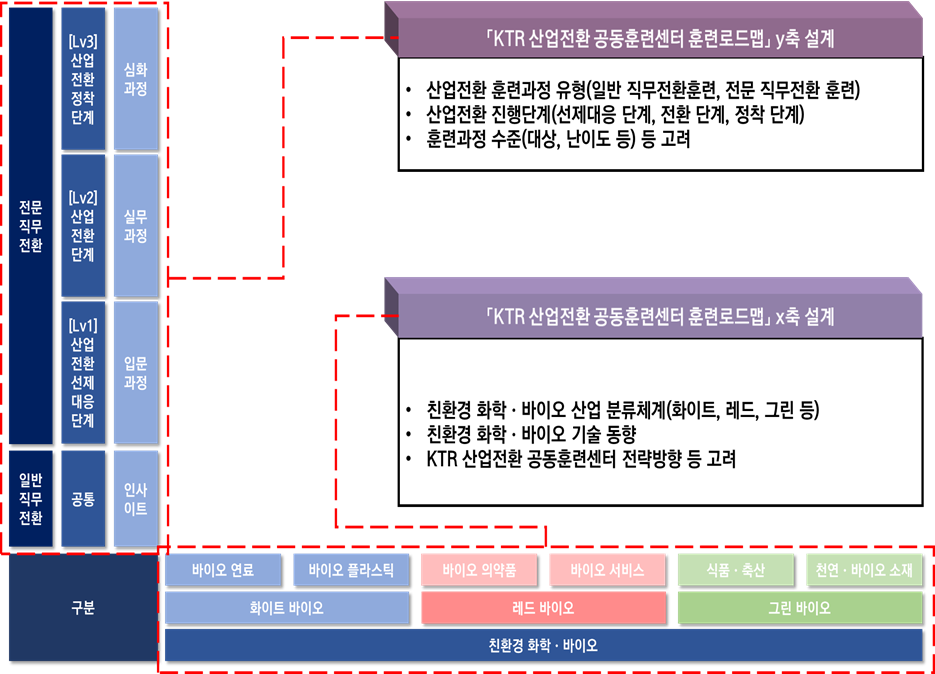 「KTR 산업전환 공동훈련센터 훈련로드맵」 y축 설계
• 산업전환 훈련과정 유형(일반 직무전환훈련, 전문 직무전환 훈련)
• 산업전환 진행단계(선제대응 단계, 전환 단계, 정착 단계)
• 훈련과정 수준(대상, 난이도 등) 등 고려
전문
직무
전환
[Lv3]
산업
전환
정착
단계
심화
과정
[Lv2]
산업
전환
단계
실무
과정
[Lv1]
산업
전환
선제
대응
단계
입문
과정
일반
직무
전환
공통
인사
이트
「KTR 산업전환 공동훈련센터 훈련로드맵」 x축 설계
• 친환경 화학 · 바이오 산업 분류체계(화이트, 레드, 그린 등)
• 친환경 화학 · 바이오 기술 동향
• KTR 산업전환 공동훈련센터 전략방향 등 고려
구분
바이오 연료
바이오 플라스틱
바이오 의약품
바이오 서비스
식품 · 축산
천연 · 바이오 소재
화이트 바이오
레드 바이오
그린 바이오
친환경 화학 · 바이오